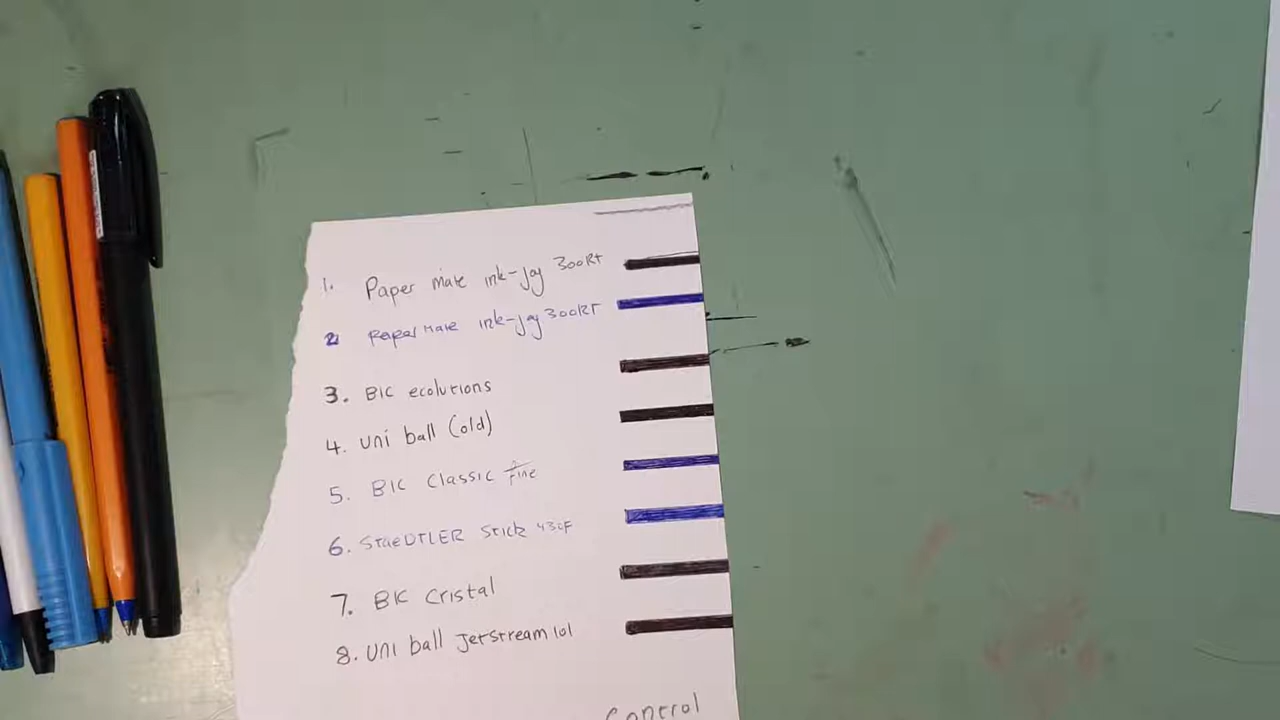 1. Paper mate ink-joy 300RT
2 Paper mate ink-joy 300RT
3. BIC ecolutions
4. uni ball (old)
5. BIC Classic fine
6. STaeDTLER Stick 430F
7. BIC Cristal
8. uni ball Jetstream 101
Control